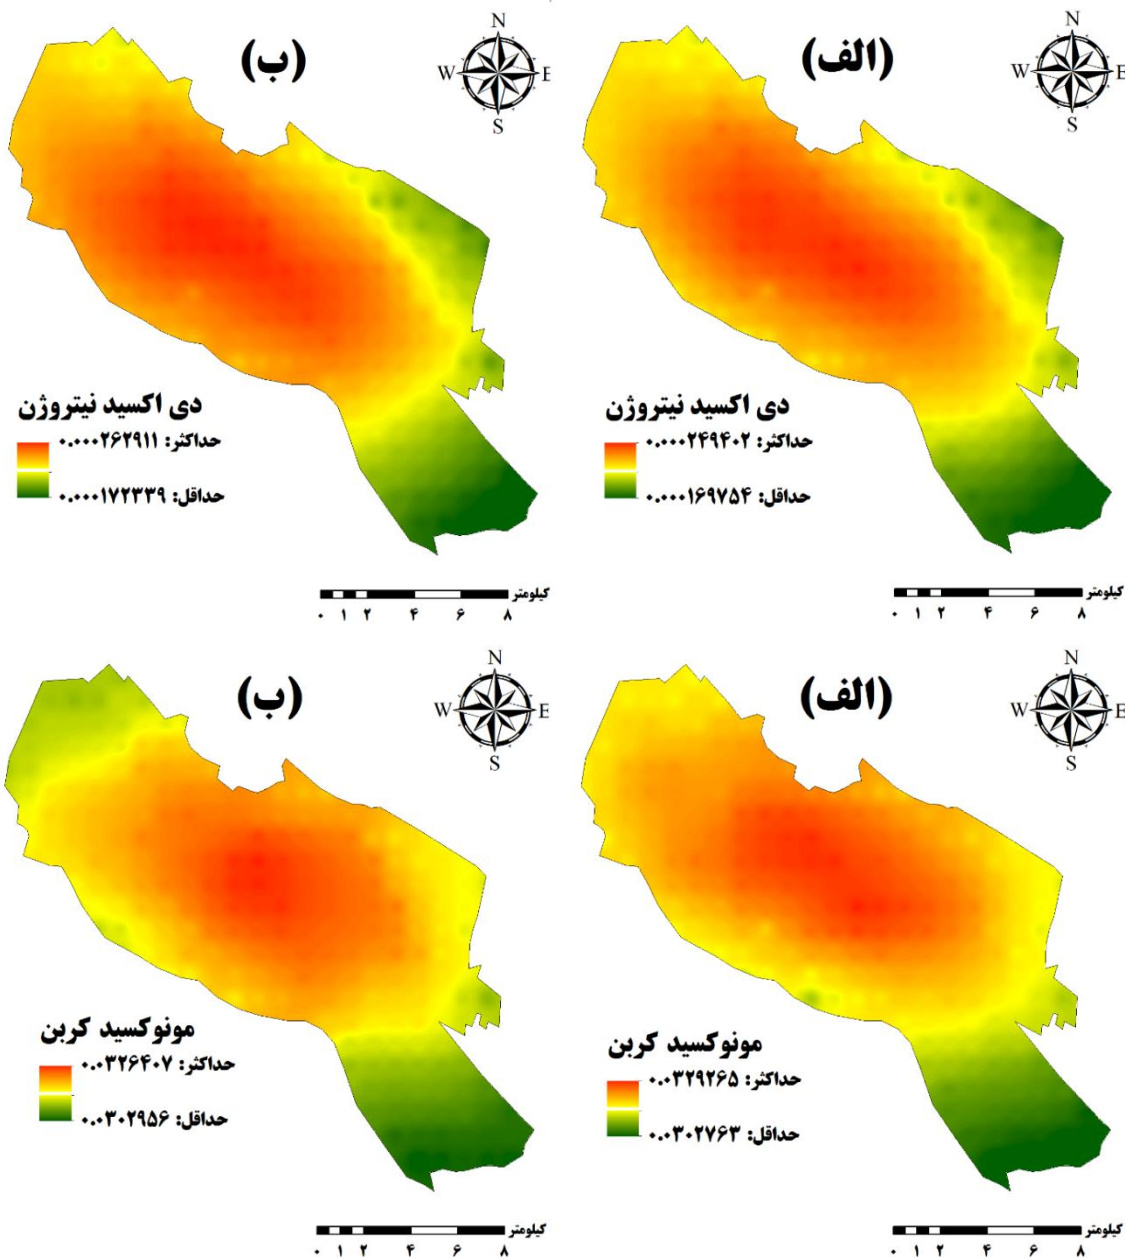 (الف)
N
W
E
S
دی اکسید نیتروژن
حداکثر: ۰.۰۰۰۲۴۹۴۰۲
حداقل: ۰.۰۰۰۱۶۹۷۵۴
کیلومتر
۰ ۱ ۲ ۴ ۶ ۸
(ب)
N
W
E
S
دی اکسید نیتروژن
حداکثر: ۰.۰۰۰۲۶۲۹۱۱
حداقل: ۰.۰۰۰۱۷۲۳۳۹
کیلومتر
۰ ۱ ۲ ۴ ۶ ۸
(الف)
N
W
E
S
مونوکسید کربن
حداکثر: ۰.۰۳۲۹۲۶۵
حداقل: ۰.۰۳۰۲۷۶۳
کیلومتر
۰ ۱ ۲ ۴ ۶ ۸
(ب)
N
W
E
S
مونوکسید کربن
حداکثر: ۰.۰۳۲۶۴۰۷
حداقل: ۰.۰۳۰۲۹۵۶
کیلومتر
۰ ۱ ۲ ۴ ۶ ۸